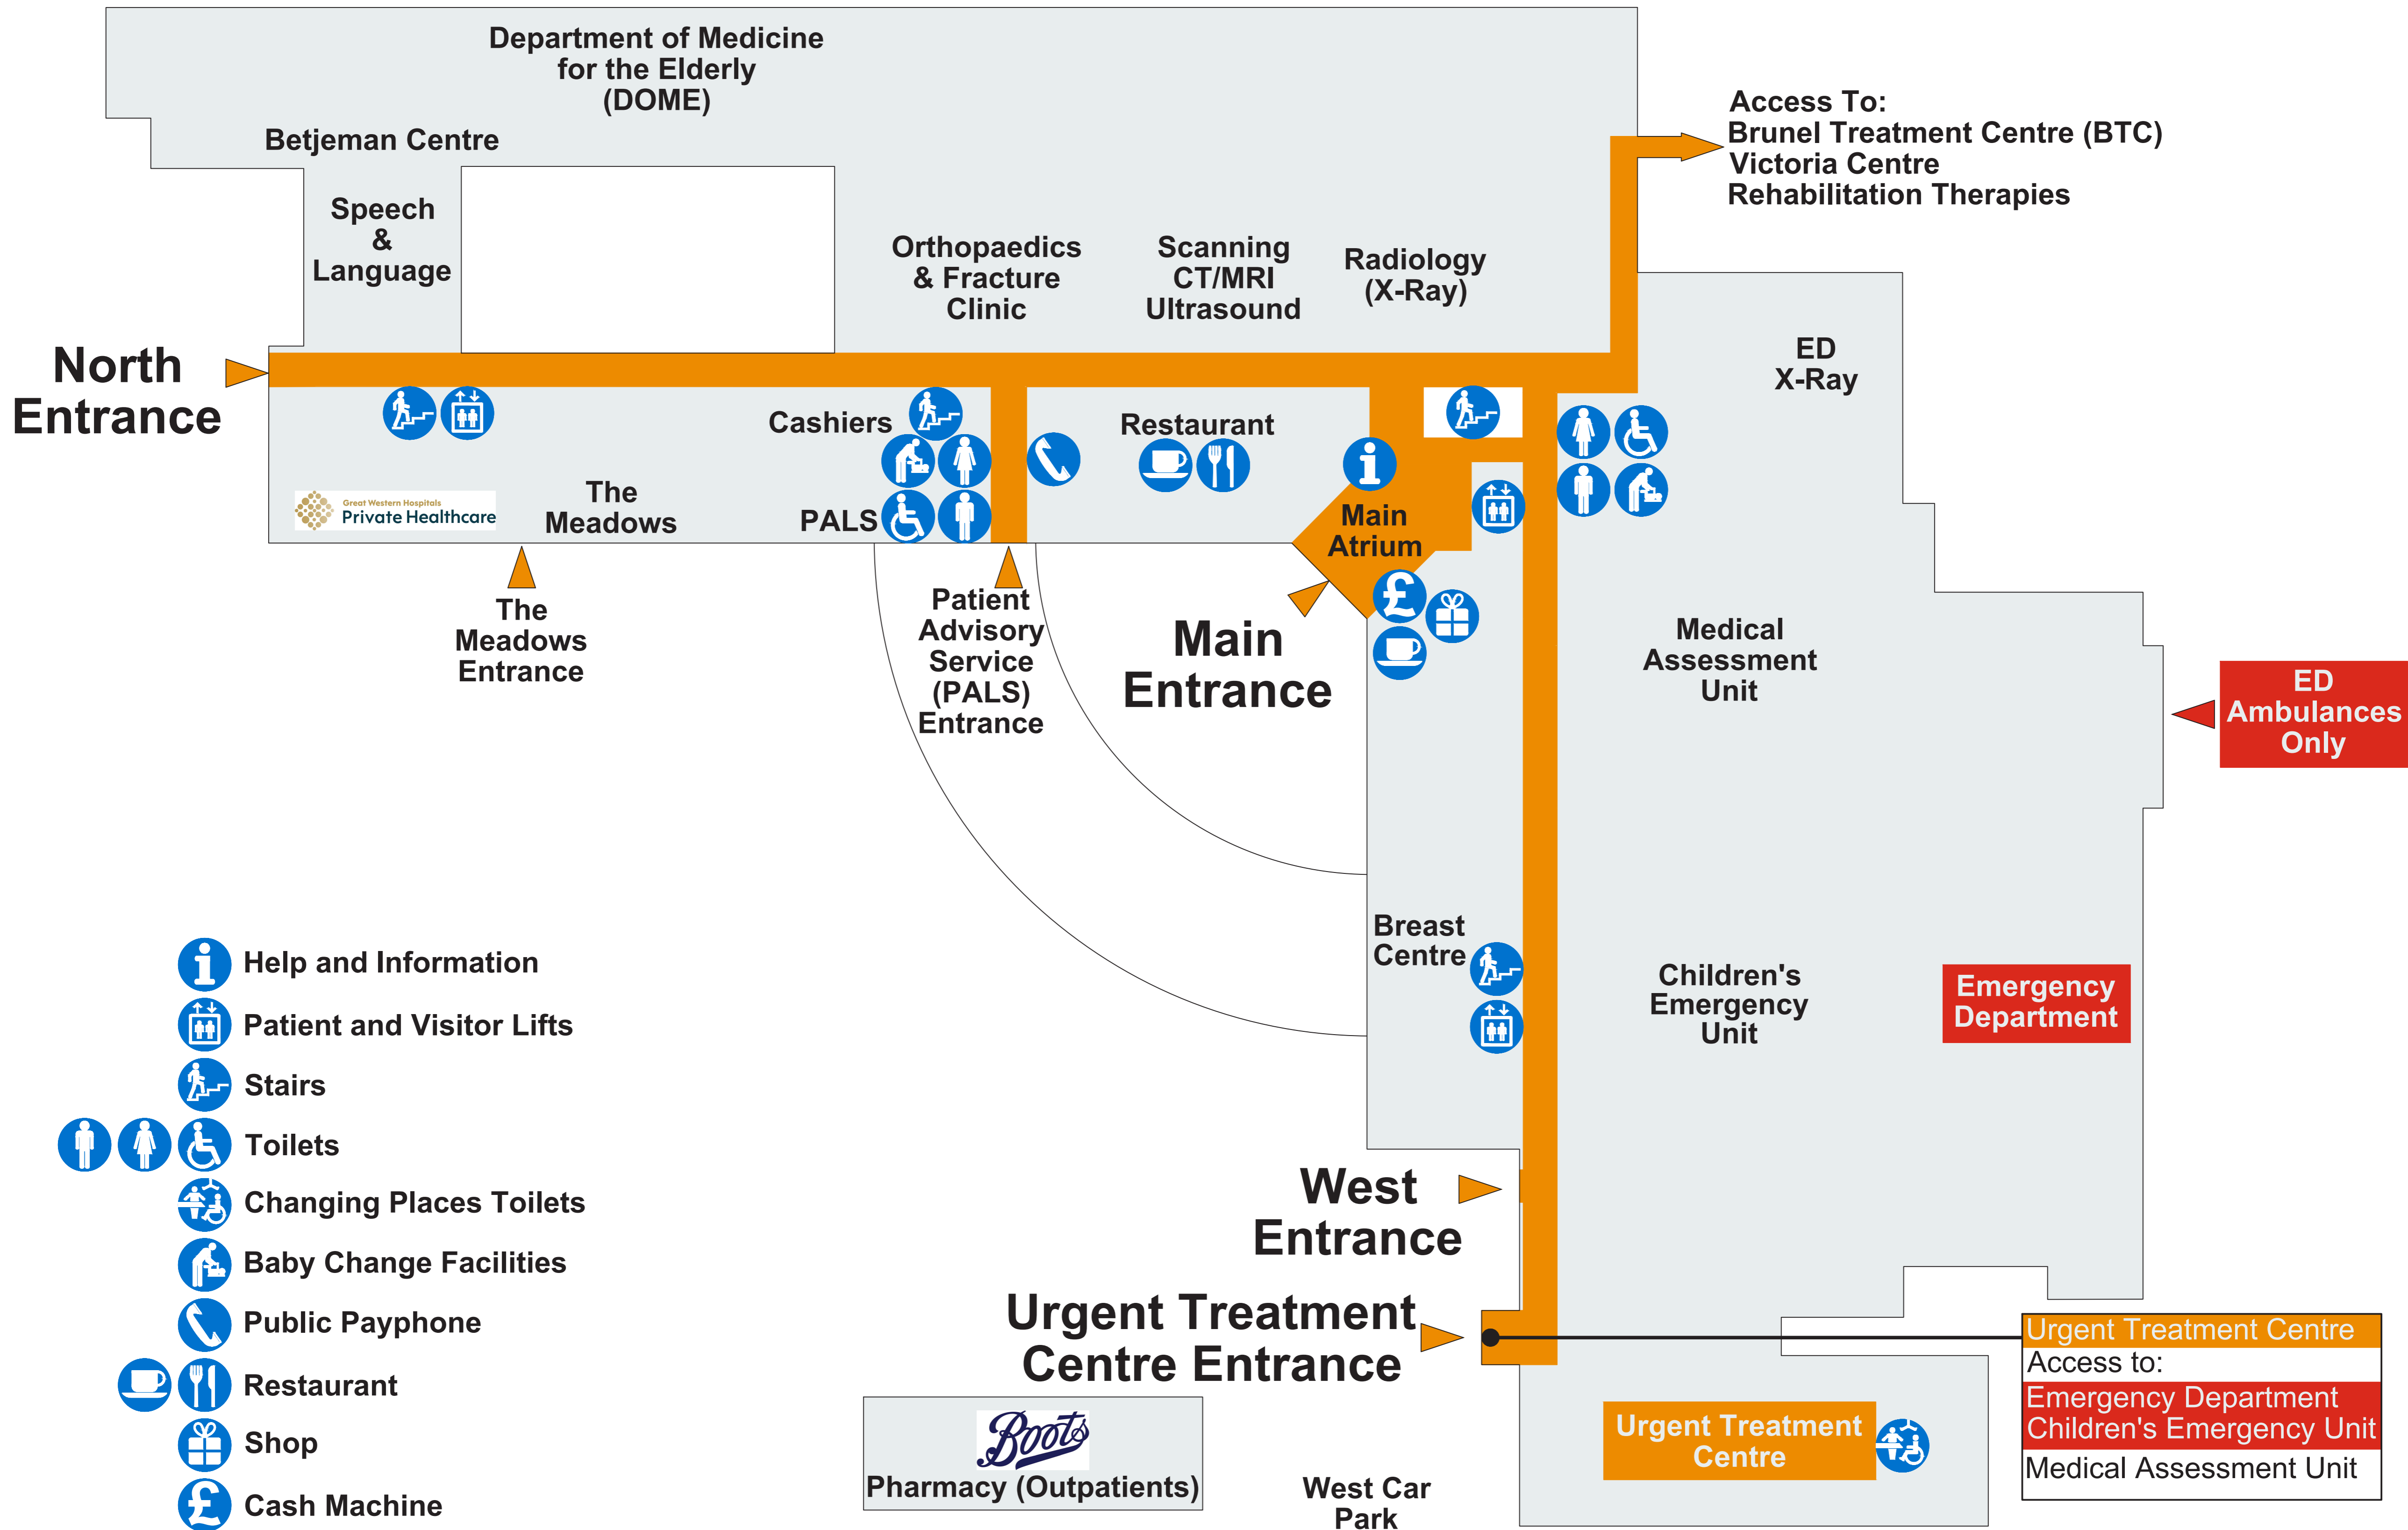 Department of Medicine
for the Elderly
(DOME)
Betjeman Centre
Speech
&
Language
Orthopaedics
& Fracture
Clinic
Scanning
CT/MRI
Ultrasound
Radiology
(X-Ray)
Access To:
Brunel Treatment Centre (BTC)
Victoria Centre
Rehabilitation Therapies
ED
X-Ray
North
Entrance
Cashiers
Restaurant
Great Western Hospitals
Private Healthcare
The
Meadows
PALS
Main
Atrium
The
Meadows
Entrance
Patient
Advisory
Service
(PALS)
Entrance
Main
Entrance
Medical
Assessment
Unit
ED
Ambulances
Only
Breast
Centre
Children's
Emergency
Unit
Emergency
Department
Help and Information
Patient and Visitor Lifts
Stairs
Toilets
Changing Places Toilets
Baby Change Facilities
Public Payphone
Restaurant
Shop
£ Cash Machine
£
West
Entrance
Urgent Treatment
Centre Entrance
Urgent Treatment Centre
Access to:
Emergency Department
Children's Emergency Unit
Medical Assessment Unit
Boots
Pharmacy (Outpatients)
West Car
Park
Urgent Treatment
Centre